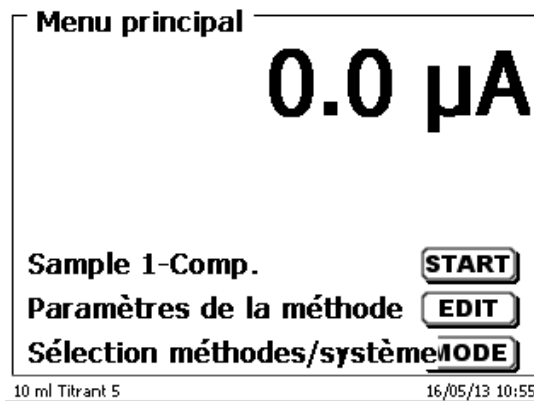 Menu principal
0.0 µA
Sample 1-Comp. START
Paramètres de la méthode EDIT
Sélection méthodes/système MODE
10 ml Titrant 5 16/05/13 10:55